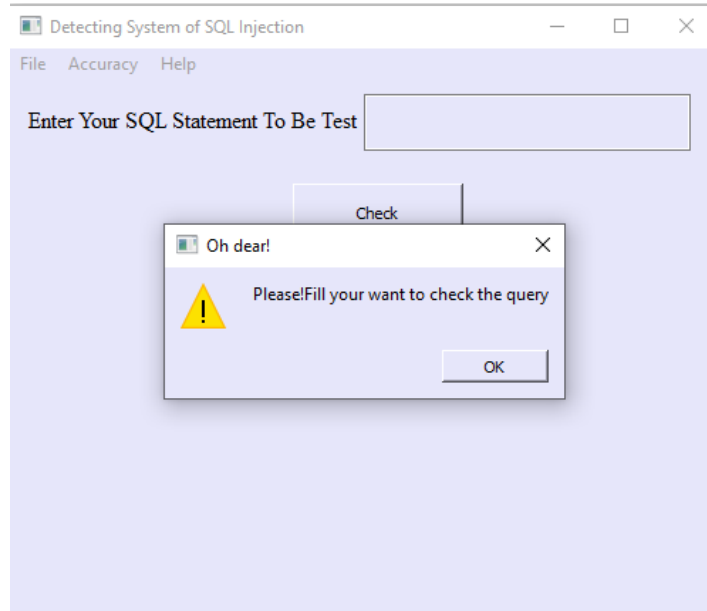 Detecting System of SQL Injection
File Accuracy Help
Enter Your SQL Statement To Be Test
Check
Oh dear!
Please!Fill your want to check the query
OK